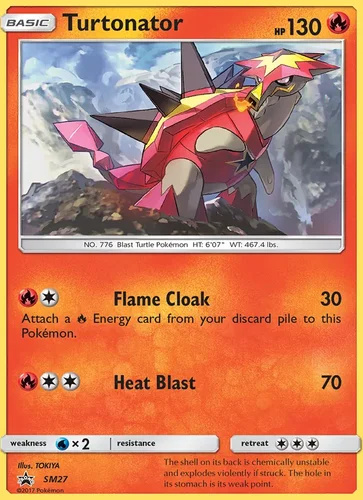 BASIC Turtonator HP 130
NO. 776 Blast Turtle Pokémon HT: 6'07" WT: 467.4 lbs.
Flame Cloak 30
Attach a Energy card from your discard pile to this
Pokémon.
Heat Blast 70
weakness ×2 resistance retreat
Illus. TOKIYA
SM27
©2017 Pokémon
PROMO
The shell on its back is chemically unstable
and explodes violently if struck. The hole in
its stomach is its weak point.